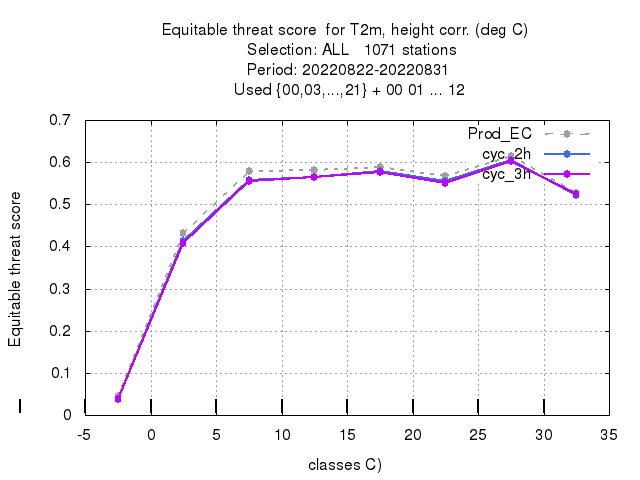 Equitable threat score  for T2m, height corr. (deg C)
Selection: ALL   1071 stations
Period: 20220822-20220831
Used {00,03,...,21} + 00 01 ... 12
Equitable threat score
0.7
0.6
0.5
0.4
0.3
0.2
0.1
0
Prod_EC
cyc_2h
cyc_3h
-5
0
5
10
15
20
25
30
35
classes C)